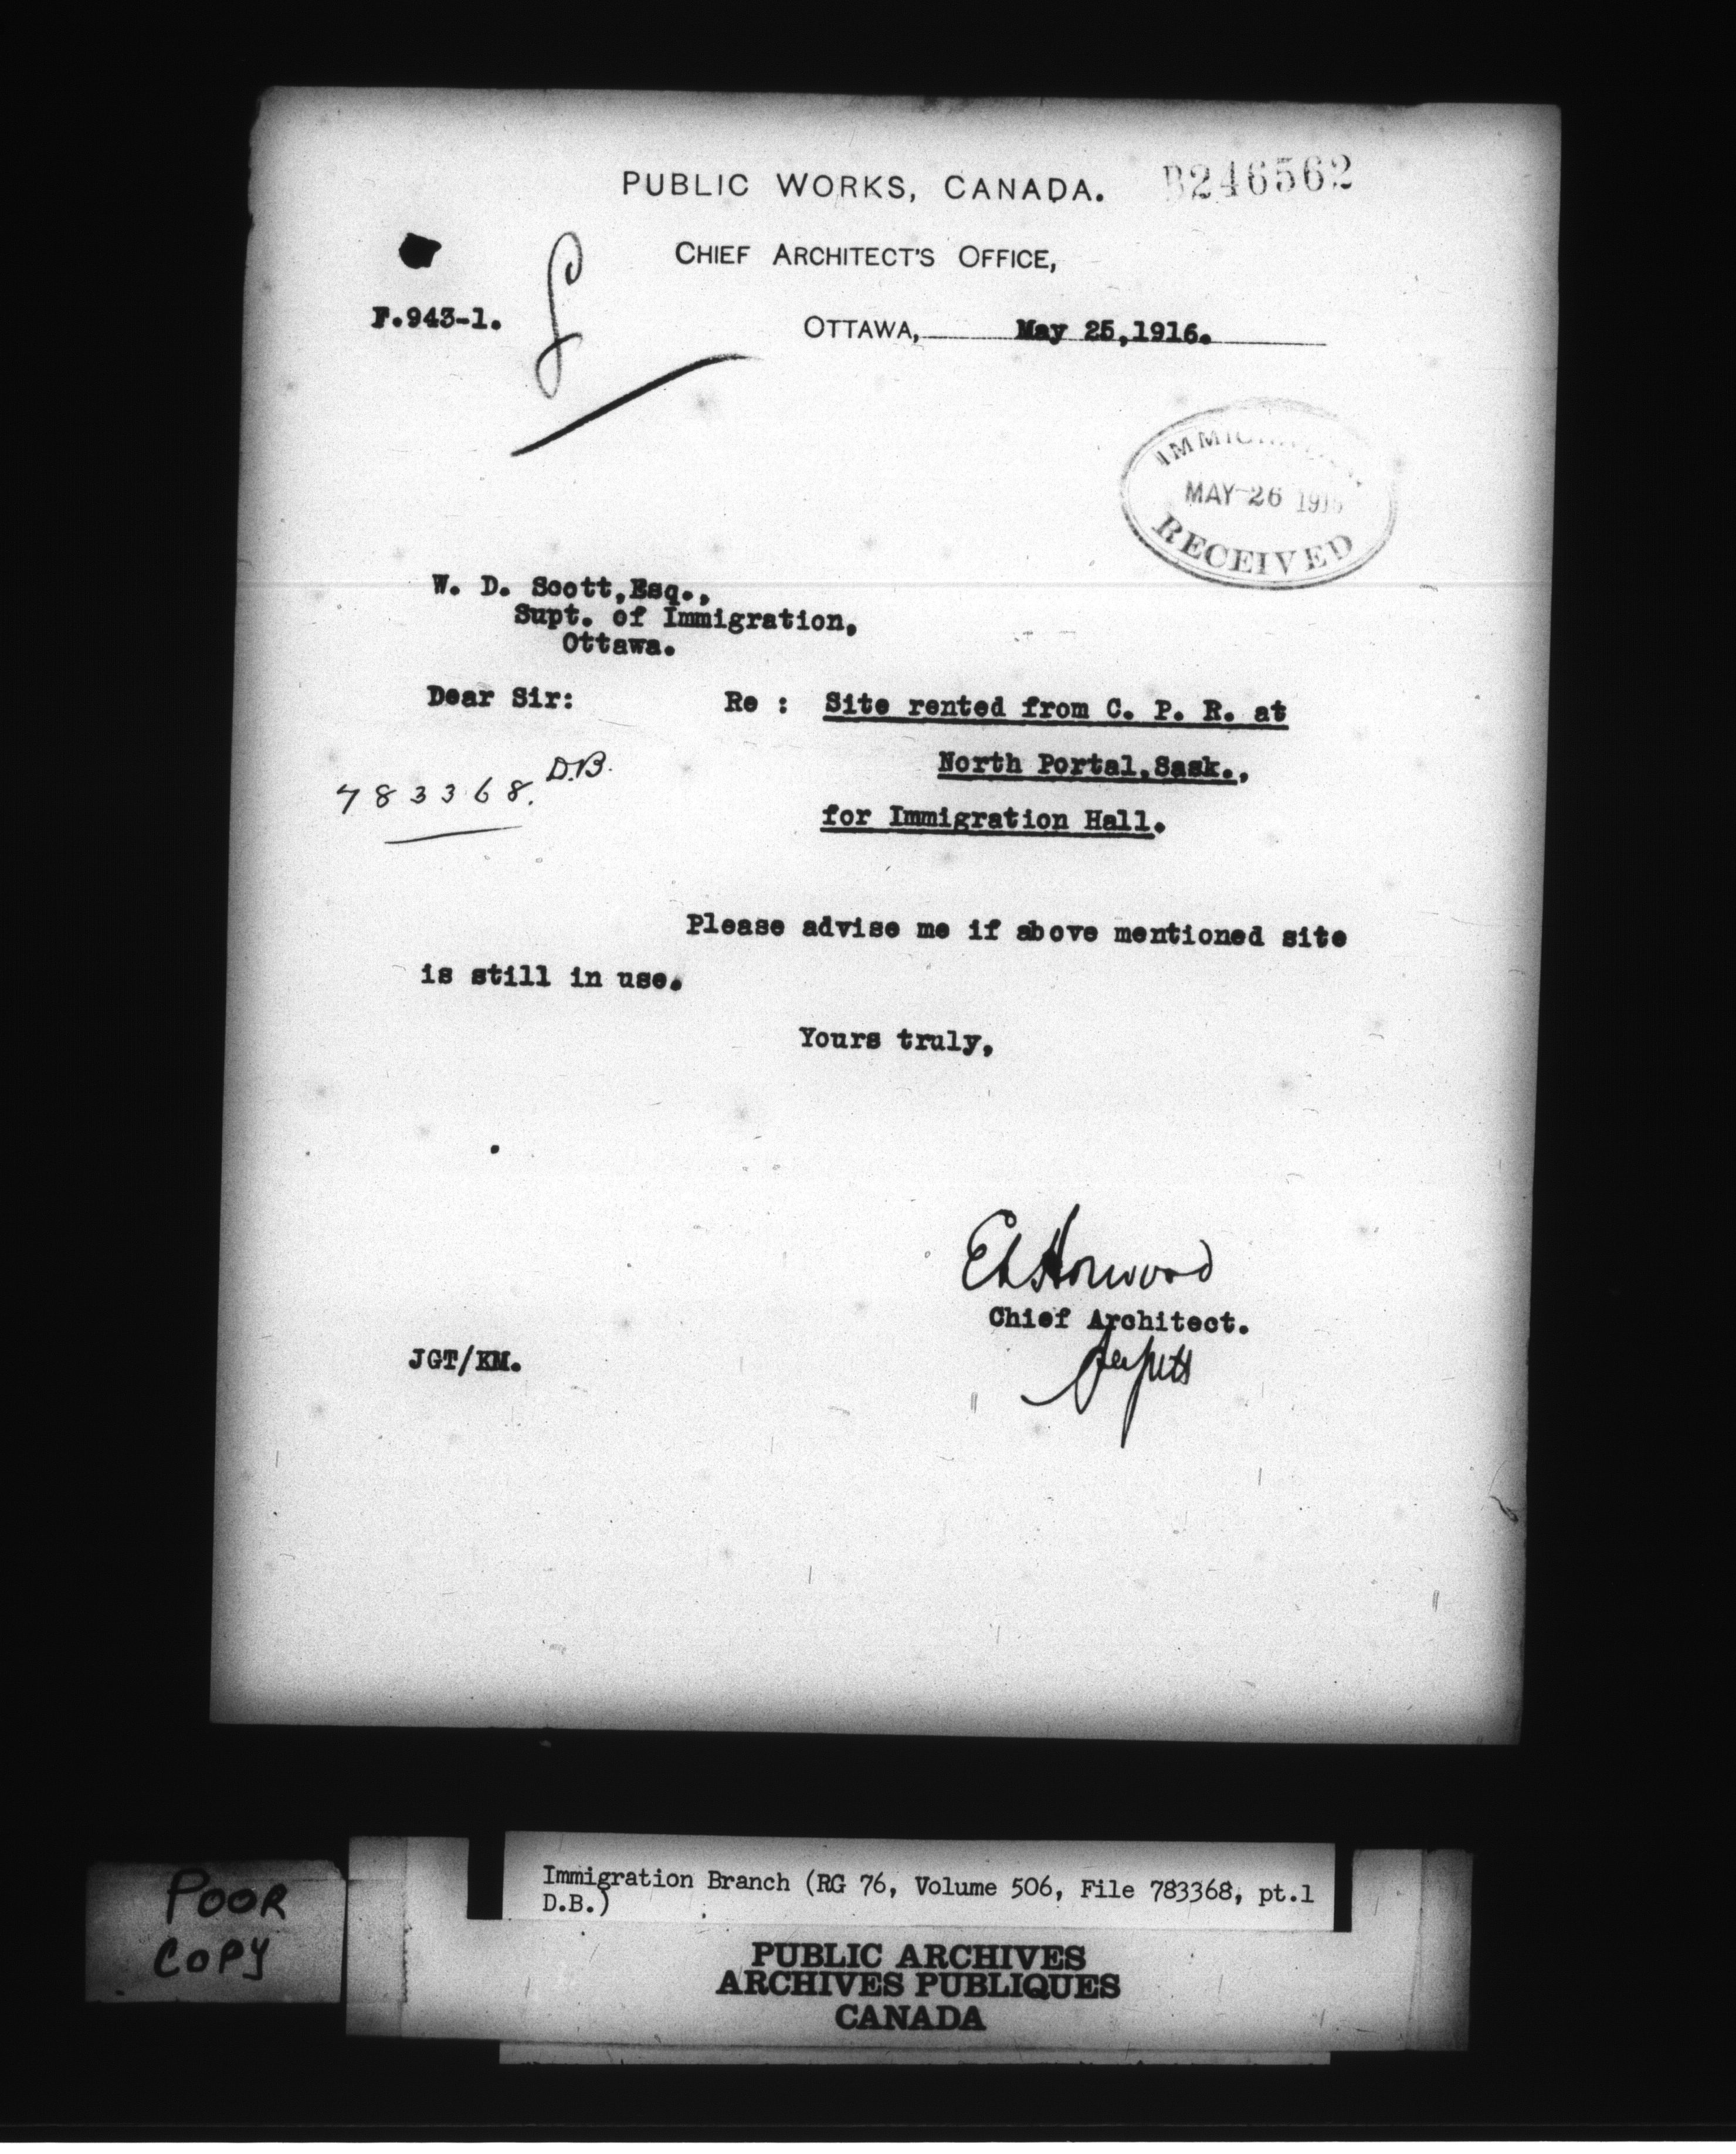 PUBLIC WORKS, CANADA. B246562
CHIEF ARCHITECT'S OFFICE,
F.943-1.
OTTAWA, May 25,1916.
MAY 26 191
RECEIVED
W. D. Scott,Esq.,
Supt. of Immigration,
Ottawa.
Dear Sir: Re : Site rented from C. P. R. at
North Portal,Sask.,
783368. D.B.
for Immigration Hall.
Please advise me if above mentioned site
is still in use.
Yours truly,
Horwood
Chief Architect.
JGT/KM.
Immigration Branch (RG 76, Volume 506, File 783368, pt.1
D.B.)
POOR
COPY
PUBLIC ARCHIVES
ARCHIVES PUBLIQUES
CANADA